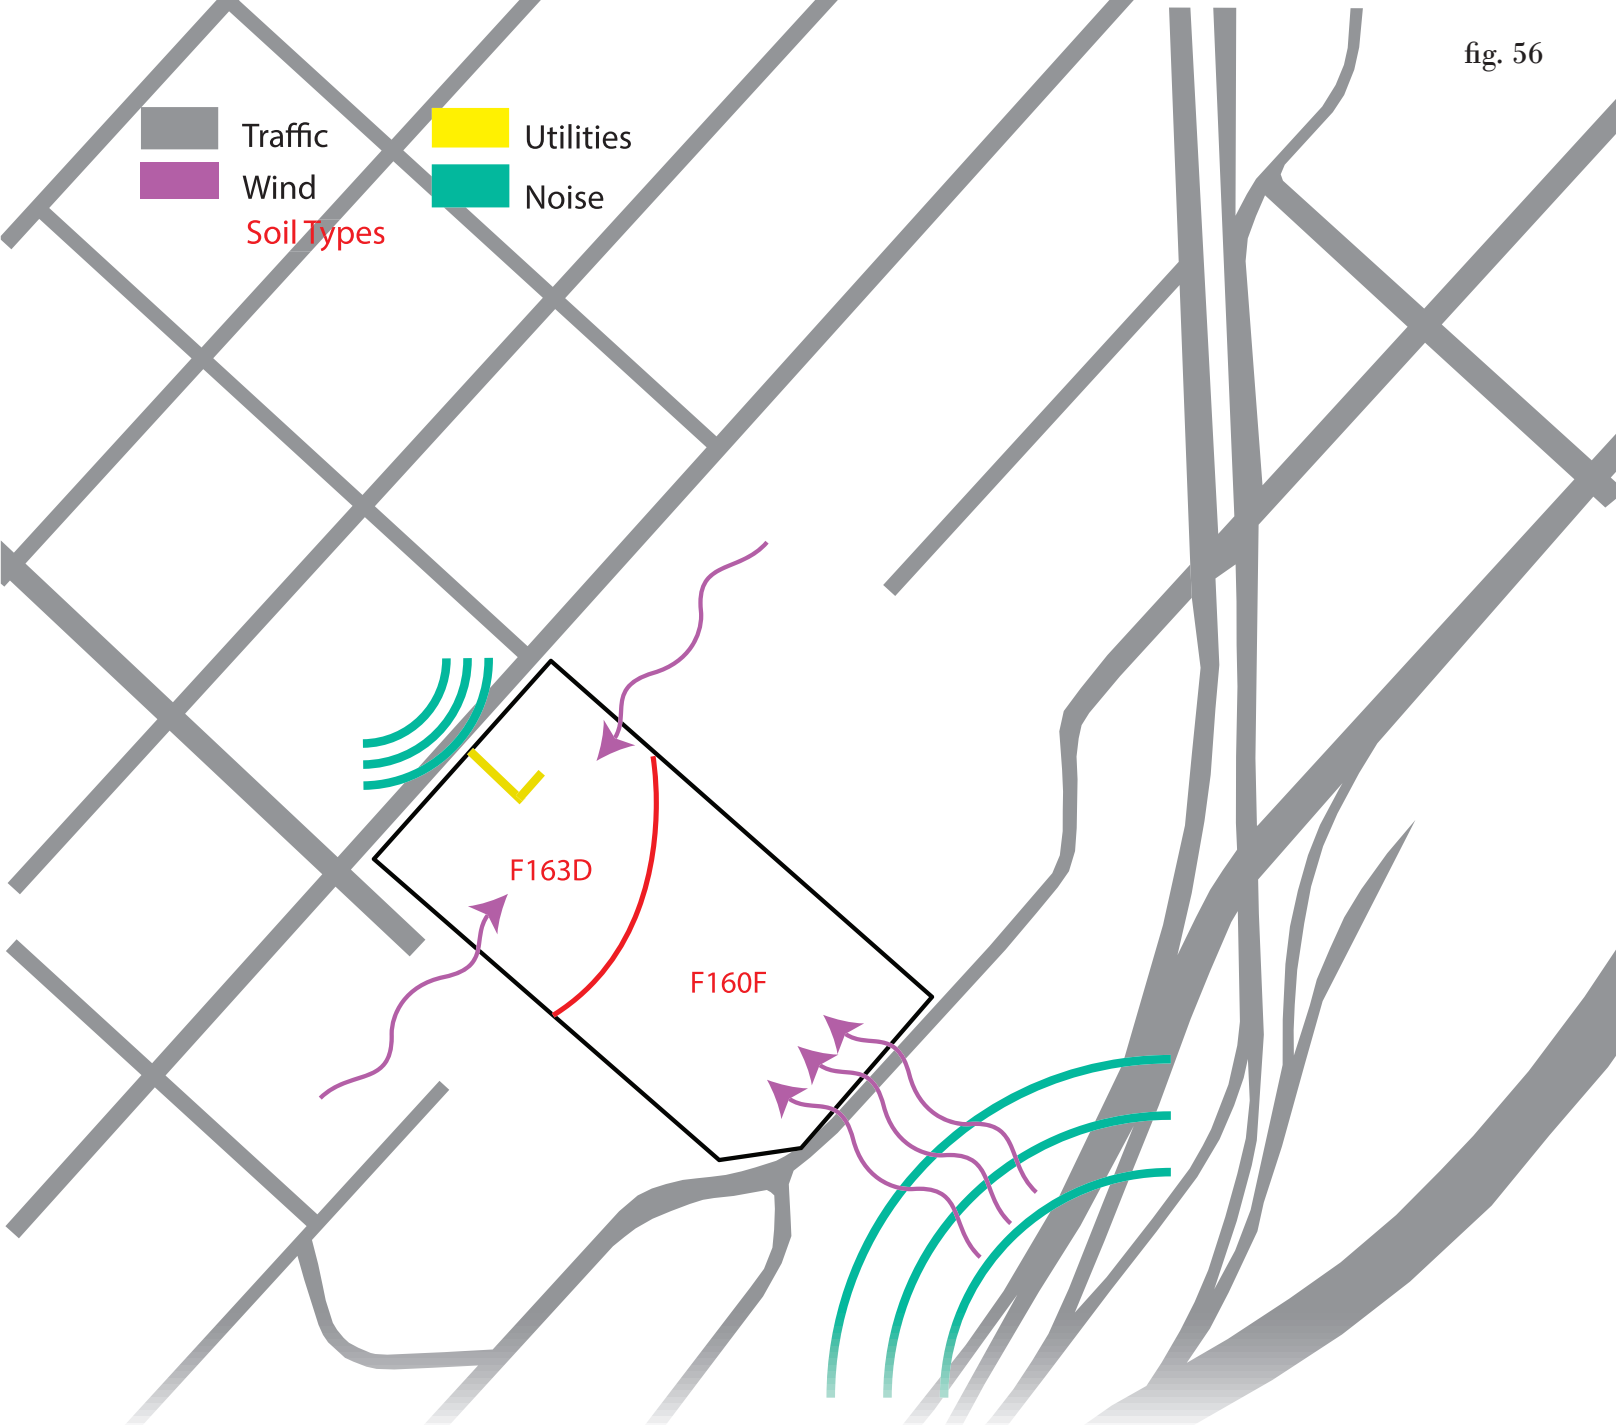 fig. 56
Traffic
Utilities
Wind
Noise
Soil Types
F163D
F160F